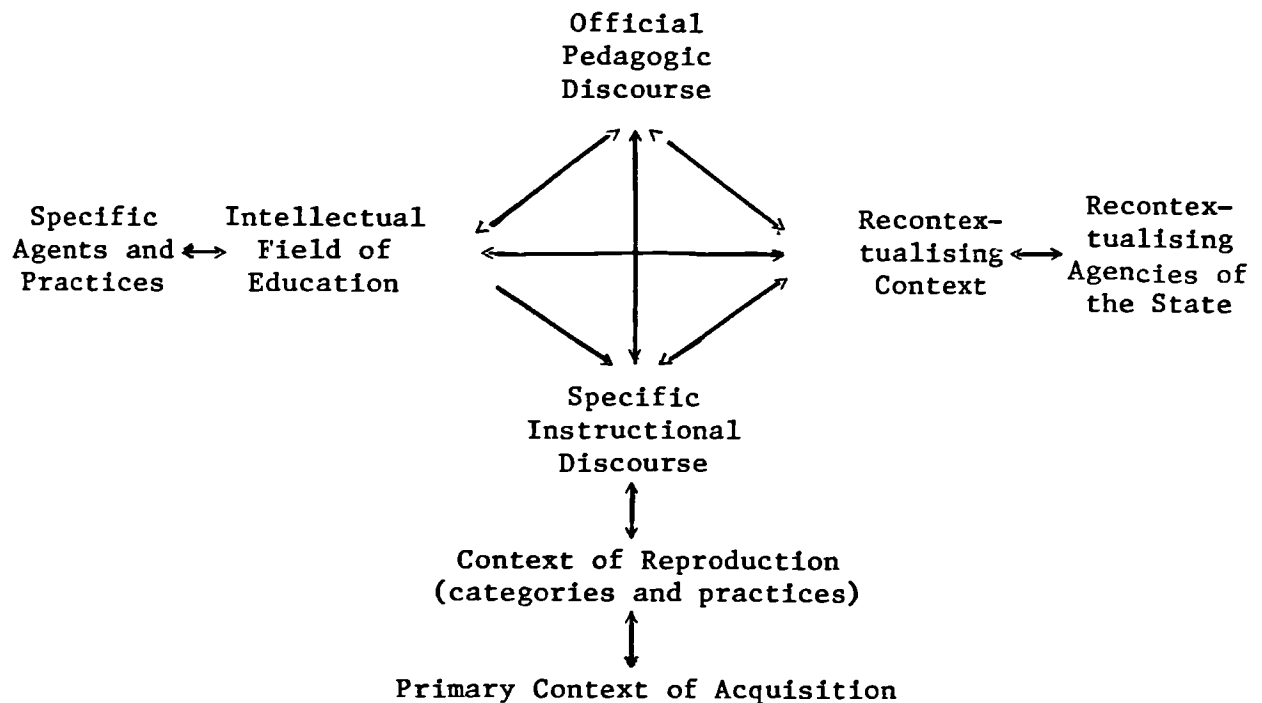 Official
Pedagogic
Discourse
Specific
Agents and
Practices
Intellectual
Field of
Education
Recontex-
tualising
Context
Recontex-
tualising
Agencies of
the State
Specific
Instructional
Discourse
Context of Reproduction
(categories and practices)
Primary Context of Acquisition